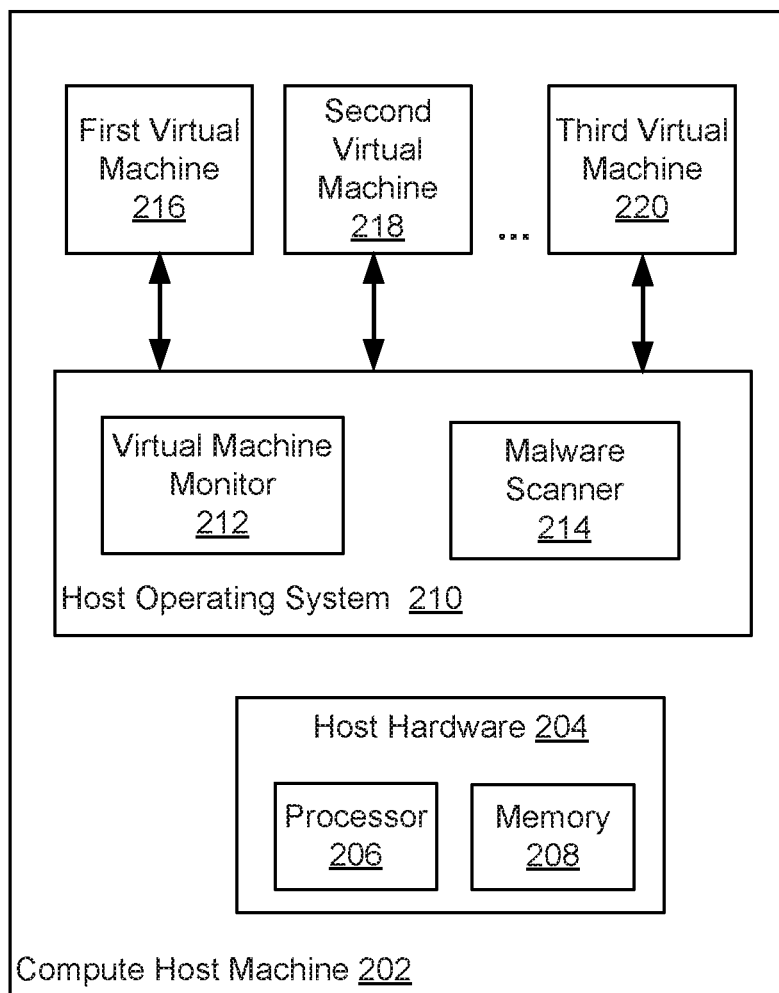 First Virtual
Machine
216
Second
Virtual
Machine
218
...
Third Virtual
Machine
220
Virtual Machine
Monitor
212
Malware
Scanner
214
Host Operating System 210
Host Hardware 204
Processor
206
Memory
208
Compute Host Machine 202